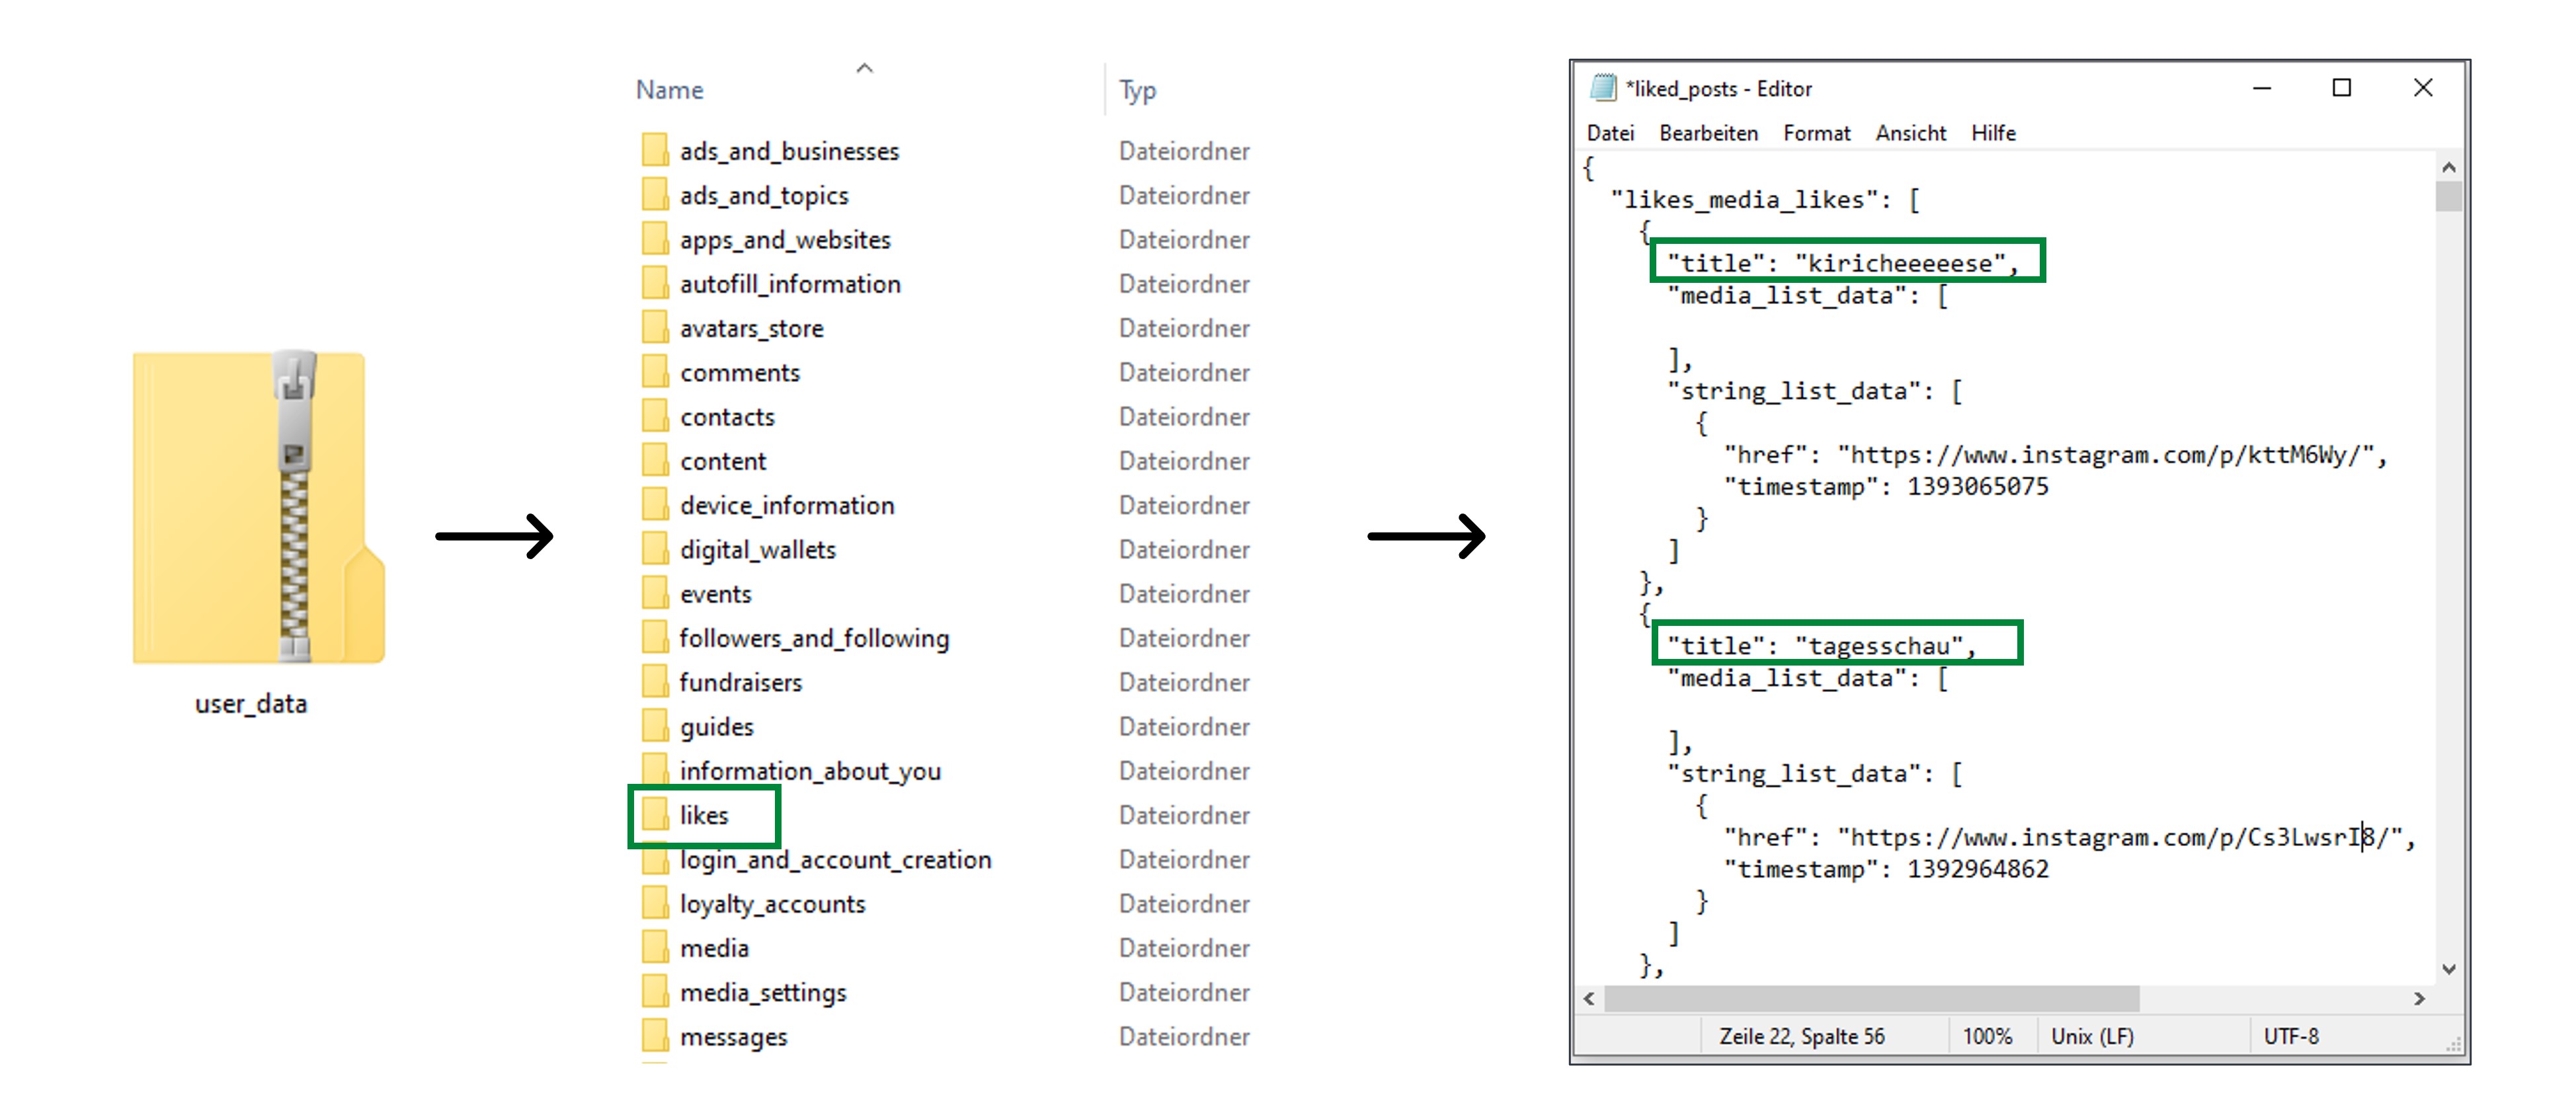 user_data
Name Typ
ads_and_businesses Dateiordner
ads_and_topics Dateiordner
apps_and_websites Dateiordner
autofill_information Dateiordner
avatars_store Dateiordner
comments Dateiordner
contacts Dateiordner
content Dateiordner
device_information Dateiordner
digital_wallets Dateiordner
events Dateiordner
followers_and_following Dateiordner
fundraisers Dateiordner
guides Dateiordner
information_about_you Dateiordner
likes Dateiordner
login_and_account_creation Dateiordner
loyalty_accounts Dateiordner
media Dateiordner
media_settings Dateiordner
messages Dateiordner
*liked_posts - Editor
Datei Bearbeiten Format Ansicht Hilfe
{
"likes_media_likes": [
{
"title": "kiricheeeeese",
"media_list_data": [
],
"string_list_data": [
{
"href": "https://www.instagram.com/p/kttM6Wy/",
"timestamp": 1393065075
}
]
},
{
"title": "tagesschau",
"media_list_data": [
],
"string_list_data": [
{
"href": "https://www.instagram.com/p/Cs3LwsrI8/",
"timestamp": 1392964862
}
]
},
Zeile 22, Spalte 56 100% Unix (LF) UTF-8